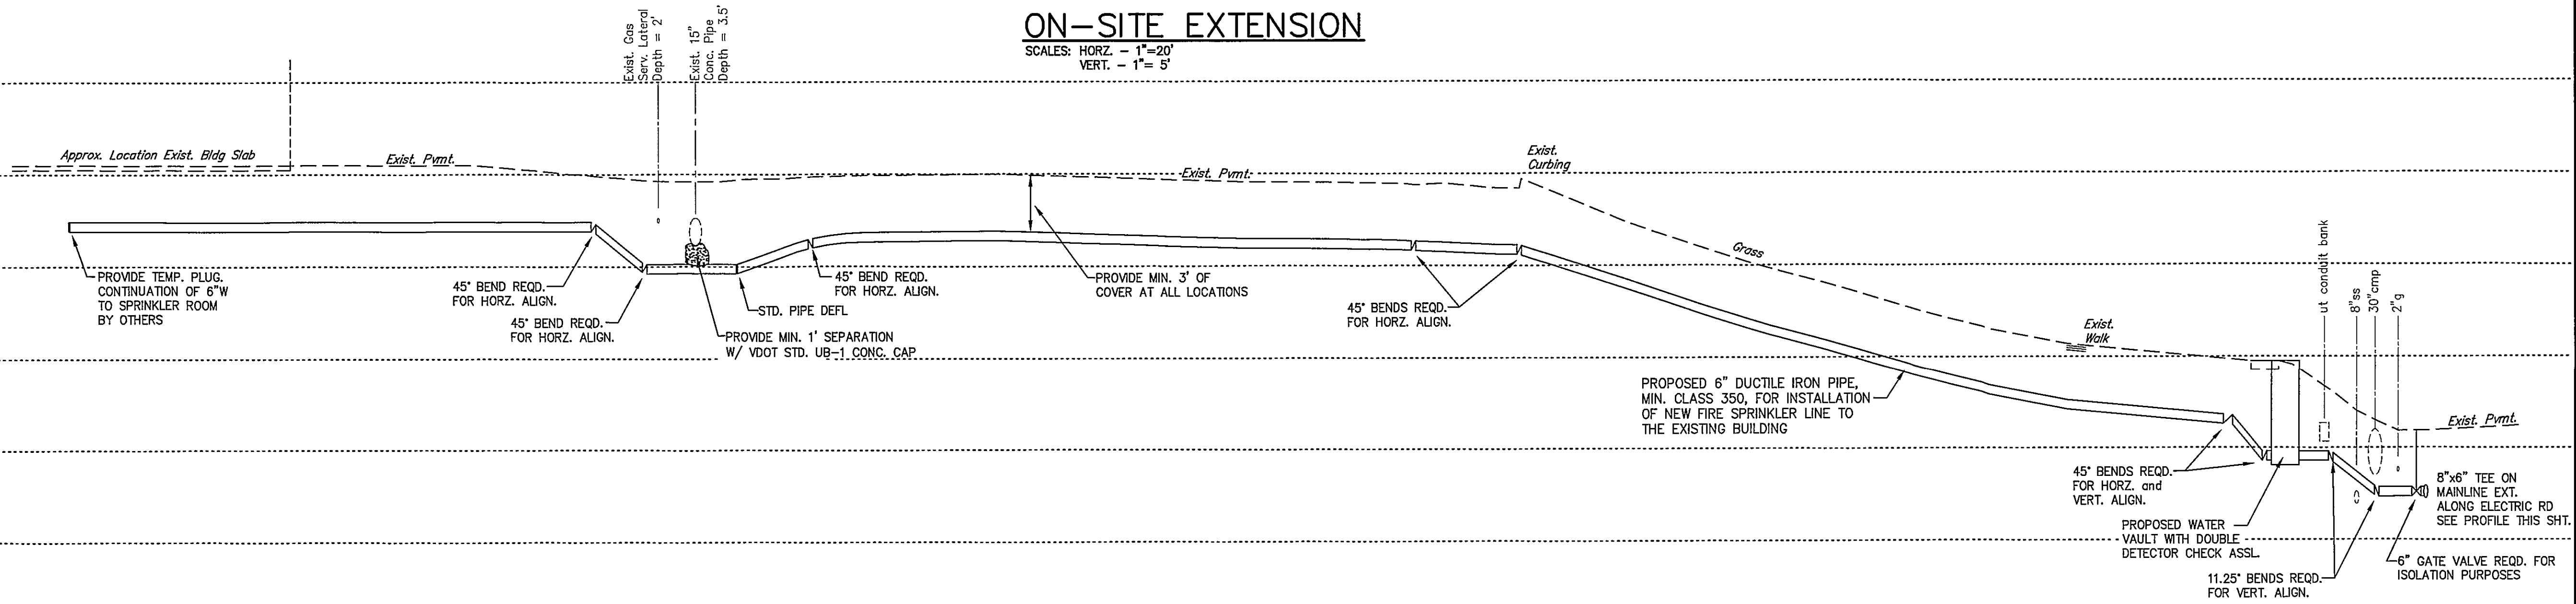 ON-SITE EXTENSION
SCALES: HORZ. - 1"=20'
VERT. - 1"= 5'
Exist. Gas
Serv. Lateral
Depth = 2'
Exist. 15"
Conc. Pipe
Depth = 3.5'
Approx. Location Exist. Bldg Slab
Exist. Pvmt.
Exist. Pvmt.
Exist.
Curbing
Grass
Exist.
Walk
ut conduit bank
8"ss
30"cmp
2"g
Exist. Pvmt.
PROVIDE TEMP. PLUG.
CONTINUATION OF 6"W
TO SPRINKLER ROOM
BY OTHERS
45° BEND REQD.
FOR HORZ. ALIGN.
45° BEND REQD.
FOR HORZ. ALIGN.
PROVIDE MIN. 1' SEPARATION
W/ VDOT STD. UB-1 CONC. CAP
STD. PIPE DEFL
45° BEND REQD.
FOR HORZ. ALIGN.
PROVIDE MIN. 3' OF
COVER AT ALL LOCATIONS
45° BENDS REQD.
FOR HORZ. ALIGN.
PROPOSED 6" DUCTILE IRON PIPE,
MIN. CLASS 350, FOR INSTALLATION
OF NEW FIRE SPRINKLER LINE TO
THE EXISTING BUILDING
45° BENDS REQD.
FOR HORZ. and
VERT. ALIGN.
PROPOSED WATER
VAULT WITH DOUBLE
DETECTOR CHECK ASSL.
11.25° BENDS REQD.
FOR VERT. ALIGN.
8"x6" TEE ON
MAINLINE EXT.
ALONG ELECTRIC RD
SEE PROFILE THIS SHT.
6" GATE VALVE REQD. FOR
ISOLATION PURPOSES